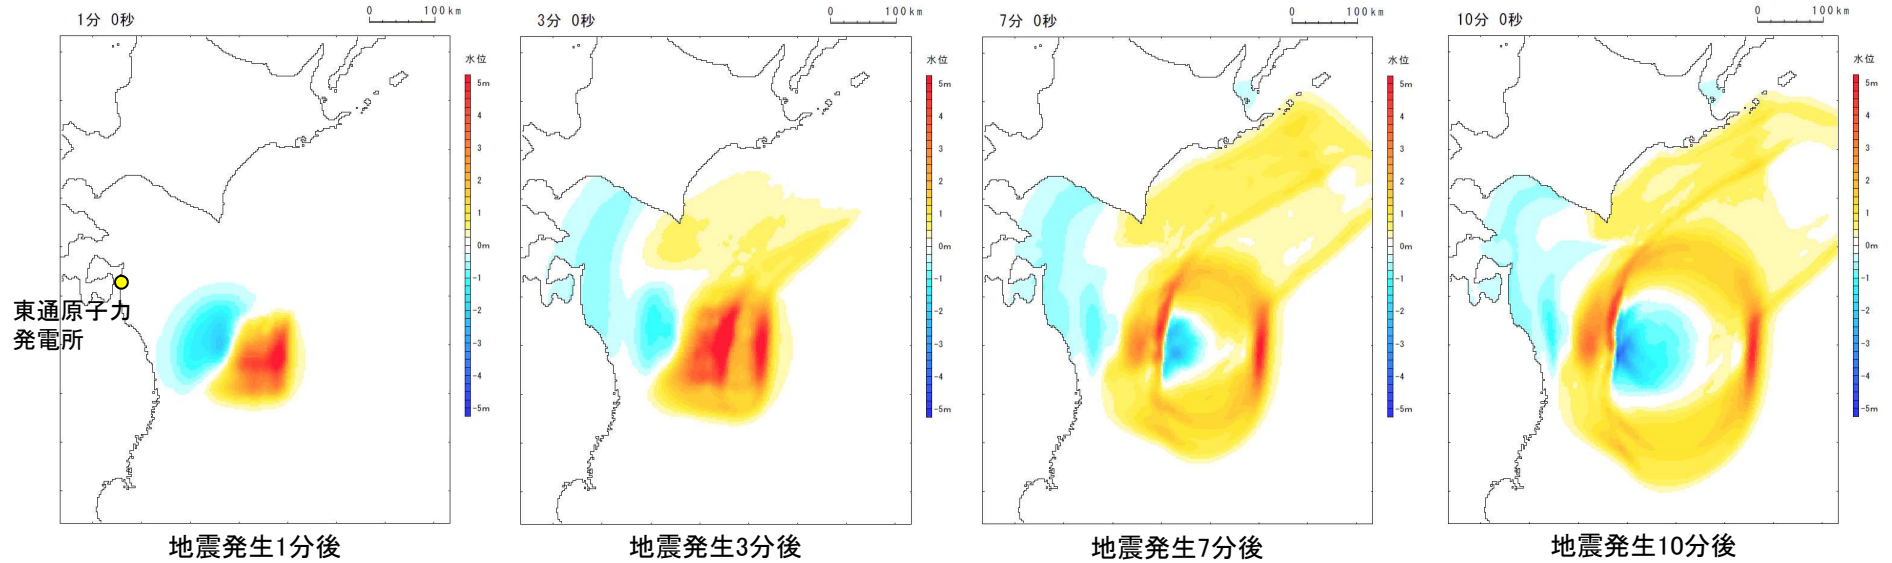 1分 0秒
0 100km
水位
5m
4
3
2
1
0m
-1
-2
-3
-4
-5m
東通原子力
発電所
地震発生1分後
3分 0秒
0 100km
水位
5m
4
3
2
1
0m
-1
-2
-3
-4
-5m
地震発生3分後
7分 0秒
0 100km
水位
5m
4
3
2
1
0m
-1
-2
-3
-4
-5m
地震発生7分後
10分 0秒
0 100km
水位
5m
4
3
2
1
0m
-1
-2
-3
-4
-5m
地震発生10分後